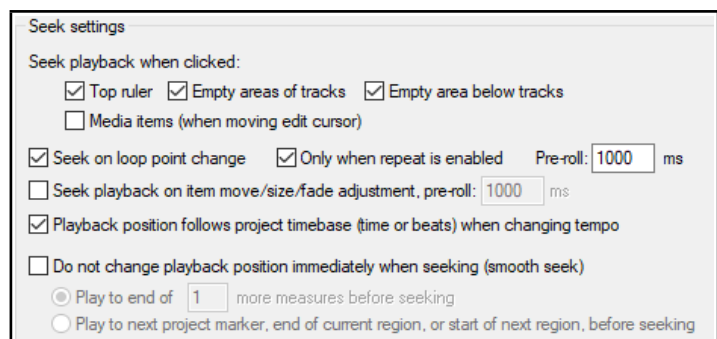 Seek settings
Seek playback when clicked:
Top ruler Empty areas of tracks Empty area below tracks
Media items (when moving edit cursor)
Seek on loop point change Only when repeat is enabled Pre-roll: 1000 ms
Seek playback on item move/size/fade adjustment, pre-roll: 1000 ms
Playback position follows project timebase (time or beats) when changing tempo
Do not change playback position immediately when seeking (smooth seek)
Play to end of 1 more measures before seeking
Play to next project marker, end of current region, or start of next region, before seeking